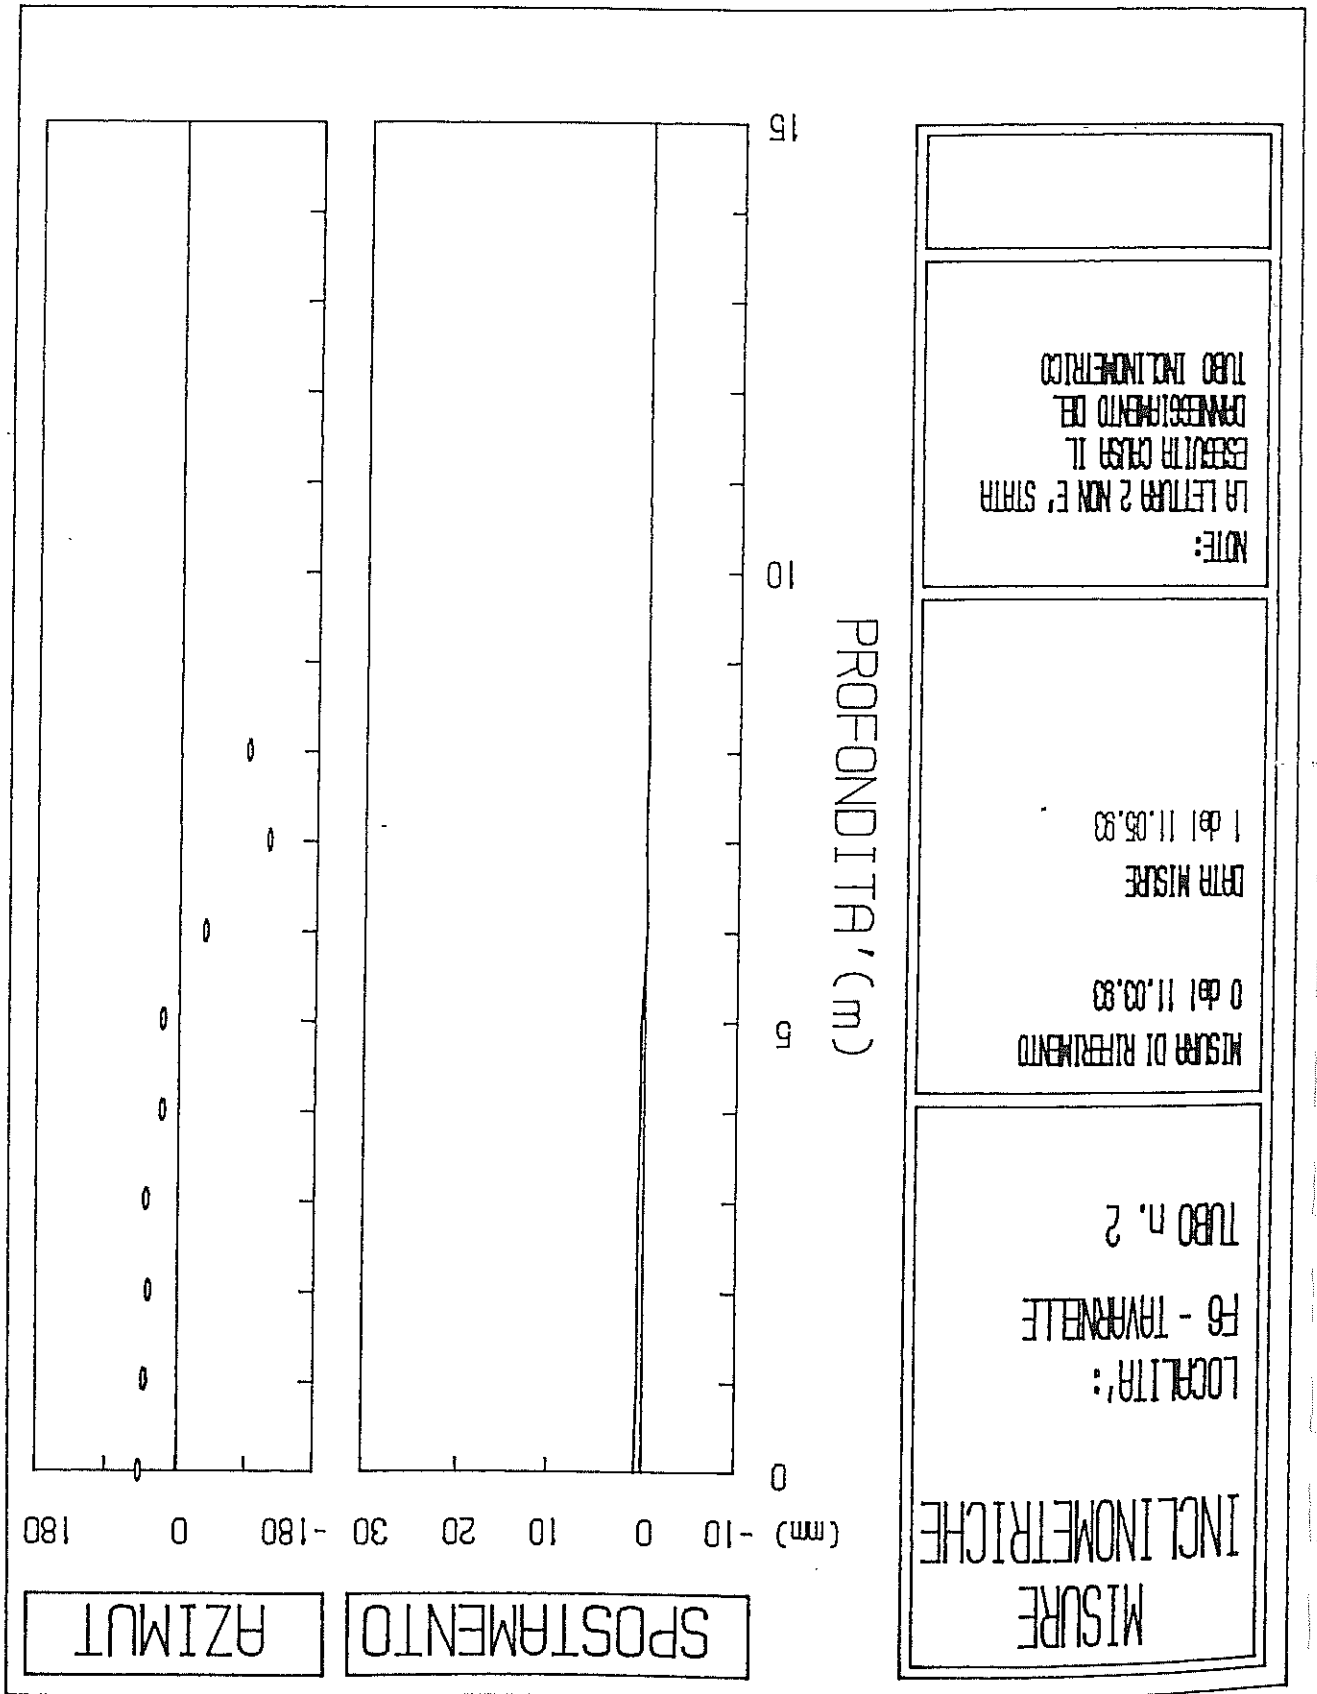 MISURE
INCLINOMETRICHE
LOCALITA':
F6 - TAVARNELLE
TUBO n. 2
MISURA DI RIFERIMENTO
0 del 11.03.93
DATA MISURE
1 del 11.05.93
NOTE:
LA LETTURA 2 NON E' STATA
ESEGUITA CAUSA IL
DANNEGGIAMENTO DEL
TUBO INCLINOMETRICO
SPOSTAMENTO
(mm) -10 0 10 20 30
AZIMUT
-180 0 180
PROFONDITA' (m)
0
5
10
15